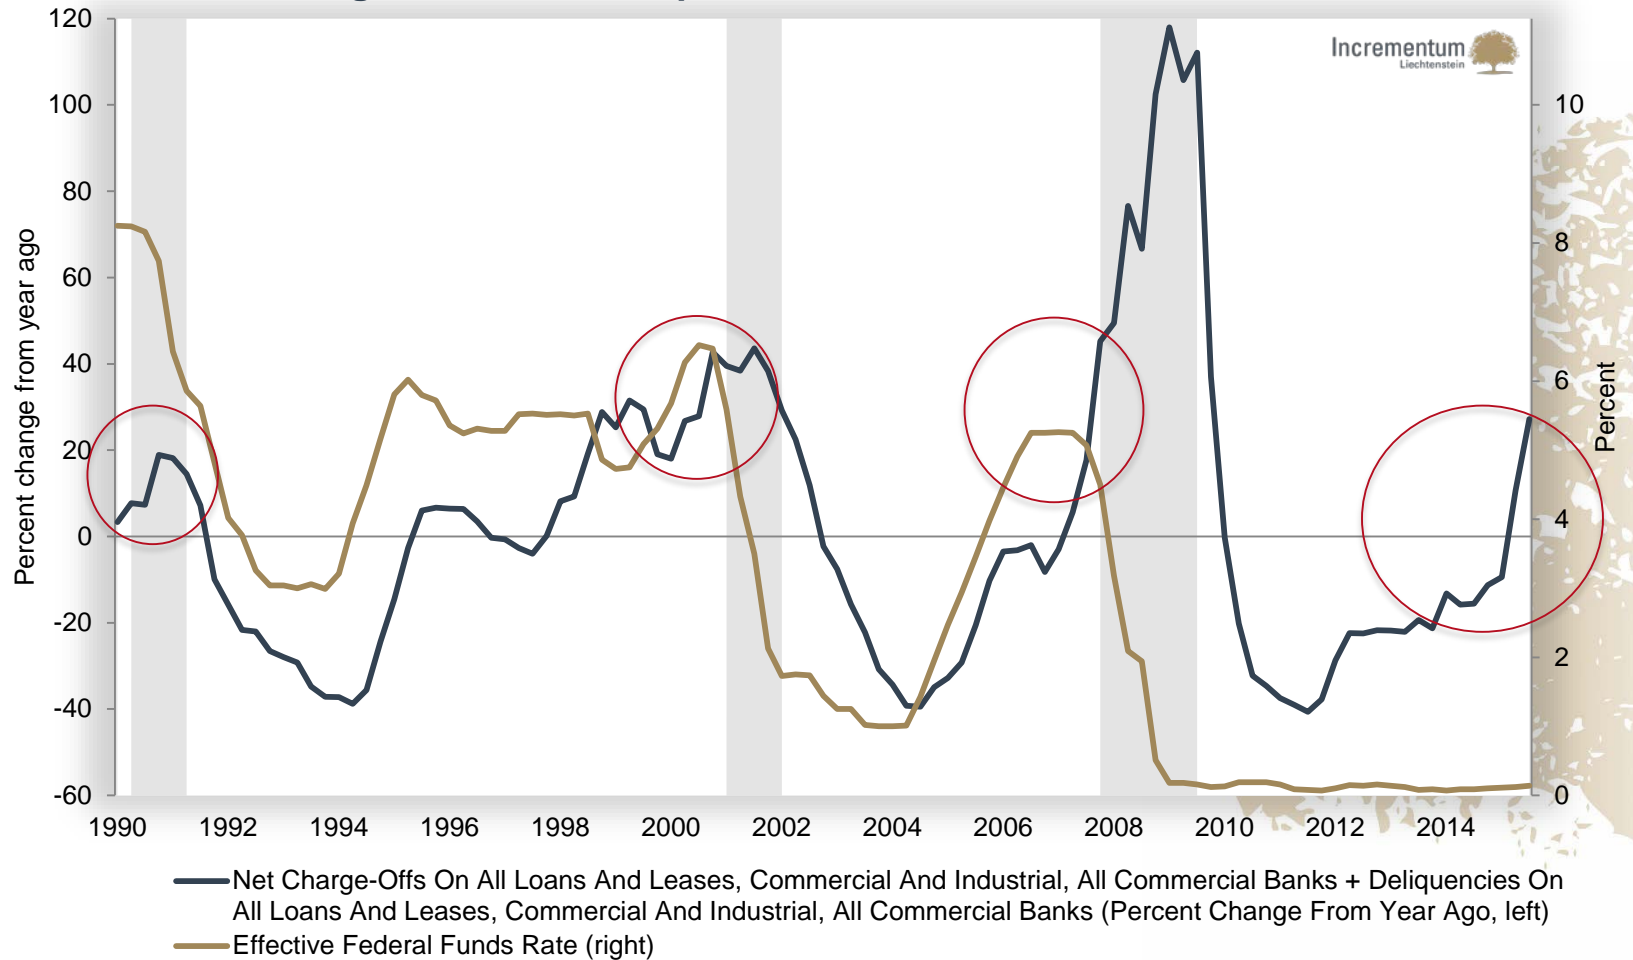 Incrementum
Liechtenstein
Percent change from year ago
120
100
80
60
40
20
0
-20
-40
-60
10
8
6
4
2
0
Percent
1990 1992 1994 1996 1998 2000 2002 2004 2006 2008 2010 2012 2014
Net Charge-Offs On All Loans And Leases, Commercial And Industrial, All Commercial Banks + Deliquencies On
All Loans And Leases, Commercial And Industrial, All Commercial Banks (Percent Change From Year Ago, left)
Effective Federal Funds Rate (right)